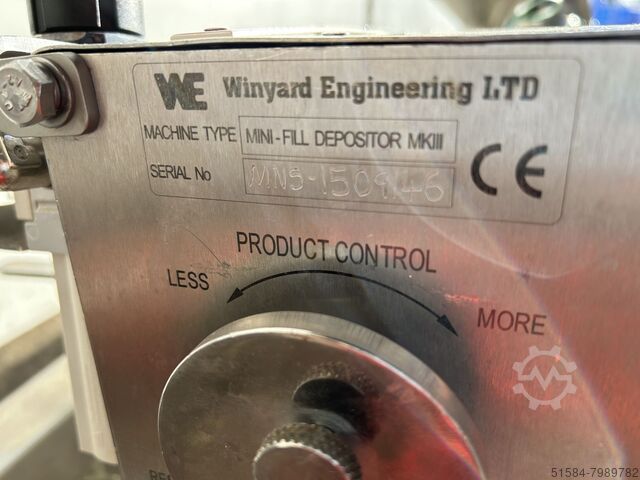 WE Winyard Engineering LTD
MACHINE TYPE MINI-FILL DEPOSITOR MKIII
SERIAL No MNS-1509146
CE
PRODUCT CONTROL
LESS
MORE
51584-7989782